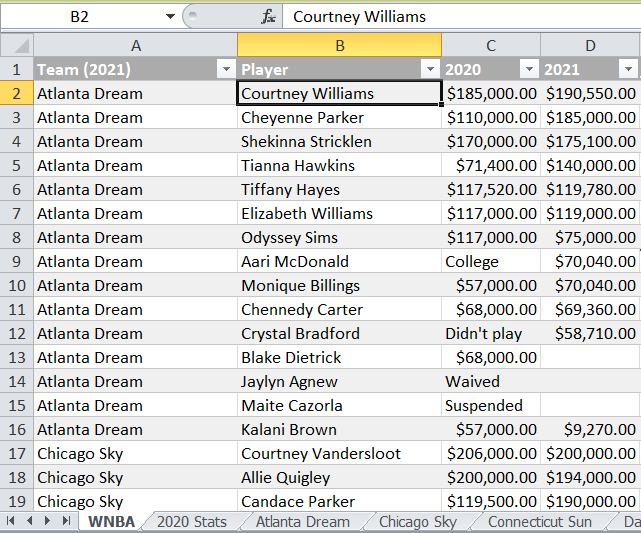 B2 fx Courtney Williams
A B C D
1 Team (2021) Player 2020 2021
2 Atlanta Dream Courtney Williams $185,000.00 $190,550.00
3 Atlanta Dream Cheyenne Parker $110,000.00 $185,000.00
4 Atlanta Dream Shekinna Stricklen $170,000.00 $175,100.00
5 Atlanta Dream Tianna Hawkins $71,400.00 $140,000.00
6 Atlanta Dream Tiffany Hayes $117,520.00 $119,780.00
7 Atlanta Dream Elizabeth Williams $117,000.00 $119,000.00
8 Atlanta Dream Odyssey Sims $117,000.00 $75,000.00
9 Atlanta Dream Aari McDonald College $70,040.00
10 Atlanta Dream Monique Billings $57,000.00 $70,040.00
11 Atlanta Dream Chennedy Carter $68,000.00 $69,360.00
12 Atlanta Dream Crystal Bradford Didn't play $58,710.00
13 Atlanta Dream Blake Dietrick $68,000.00
14 Atlanta Dream Jaylyn Agnew Waived
15 Atlanta Dream Maite Cazorla Suspended
16 Atlanta Dream Kalani Brown $57,000.00 $9,270.00
17 Chicago Sky Courtney Vandersloot $206,000.00 $200,000.00
18 Chicago Sky Allie Quigley $200,000.00 $194,000.00
19 Chicago Sky Candace Parker $119,500.00 $190,000.00
WNBA 2020 Stats Atlanta Dream Chicago Sky Connecticut Sun Da